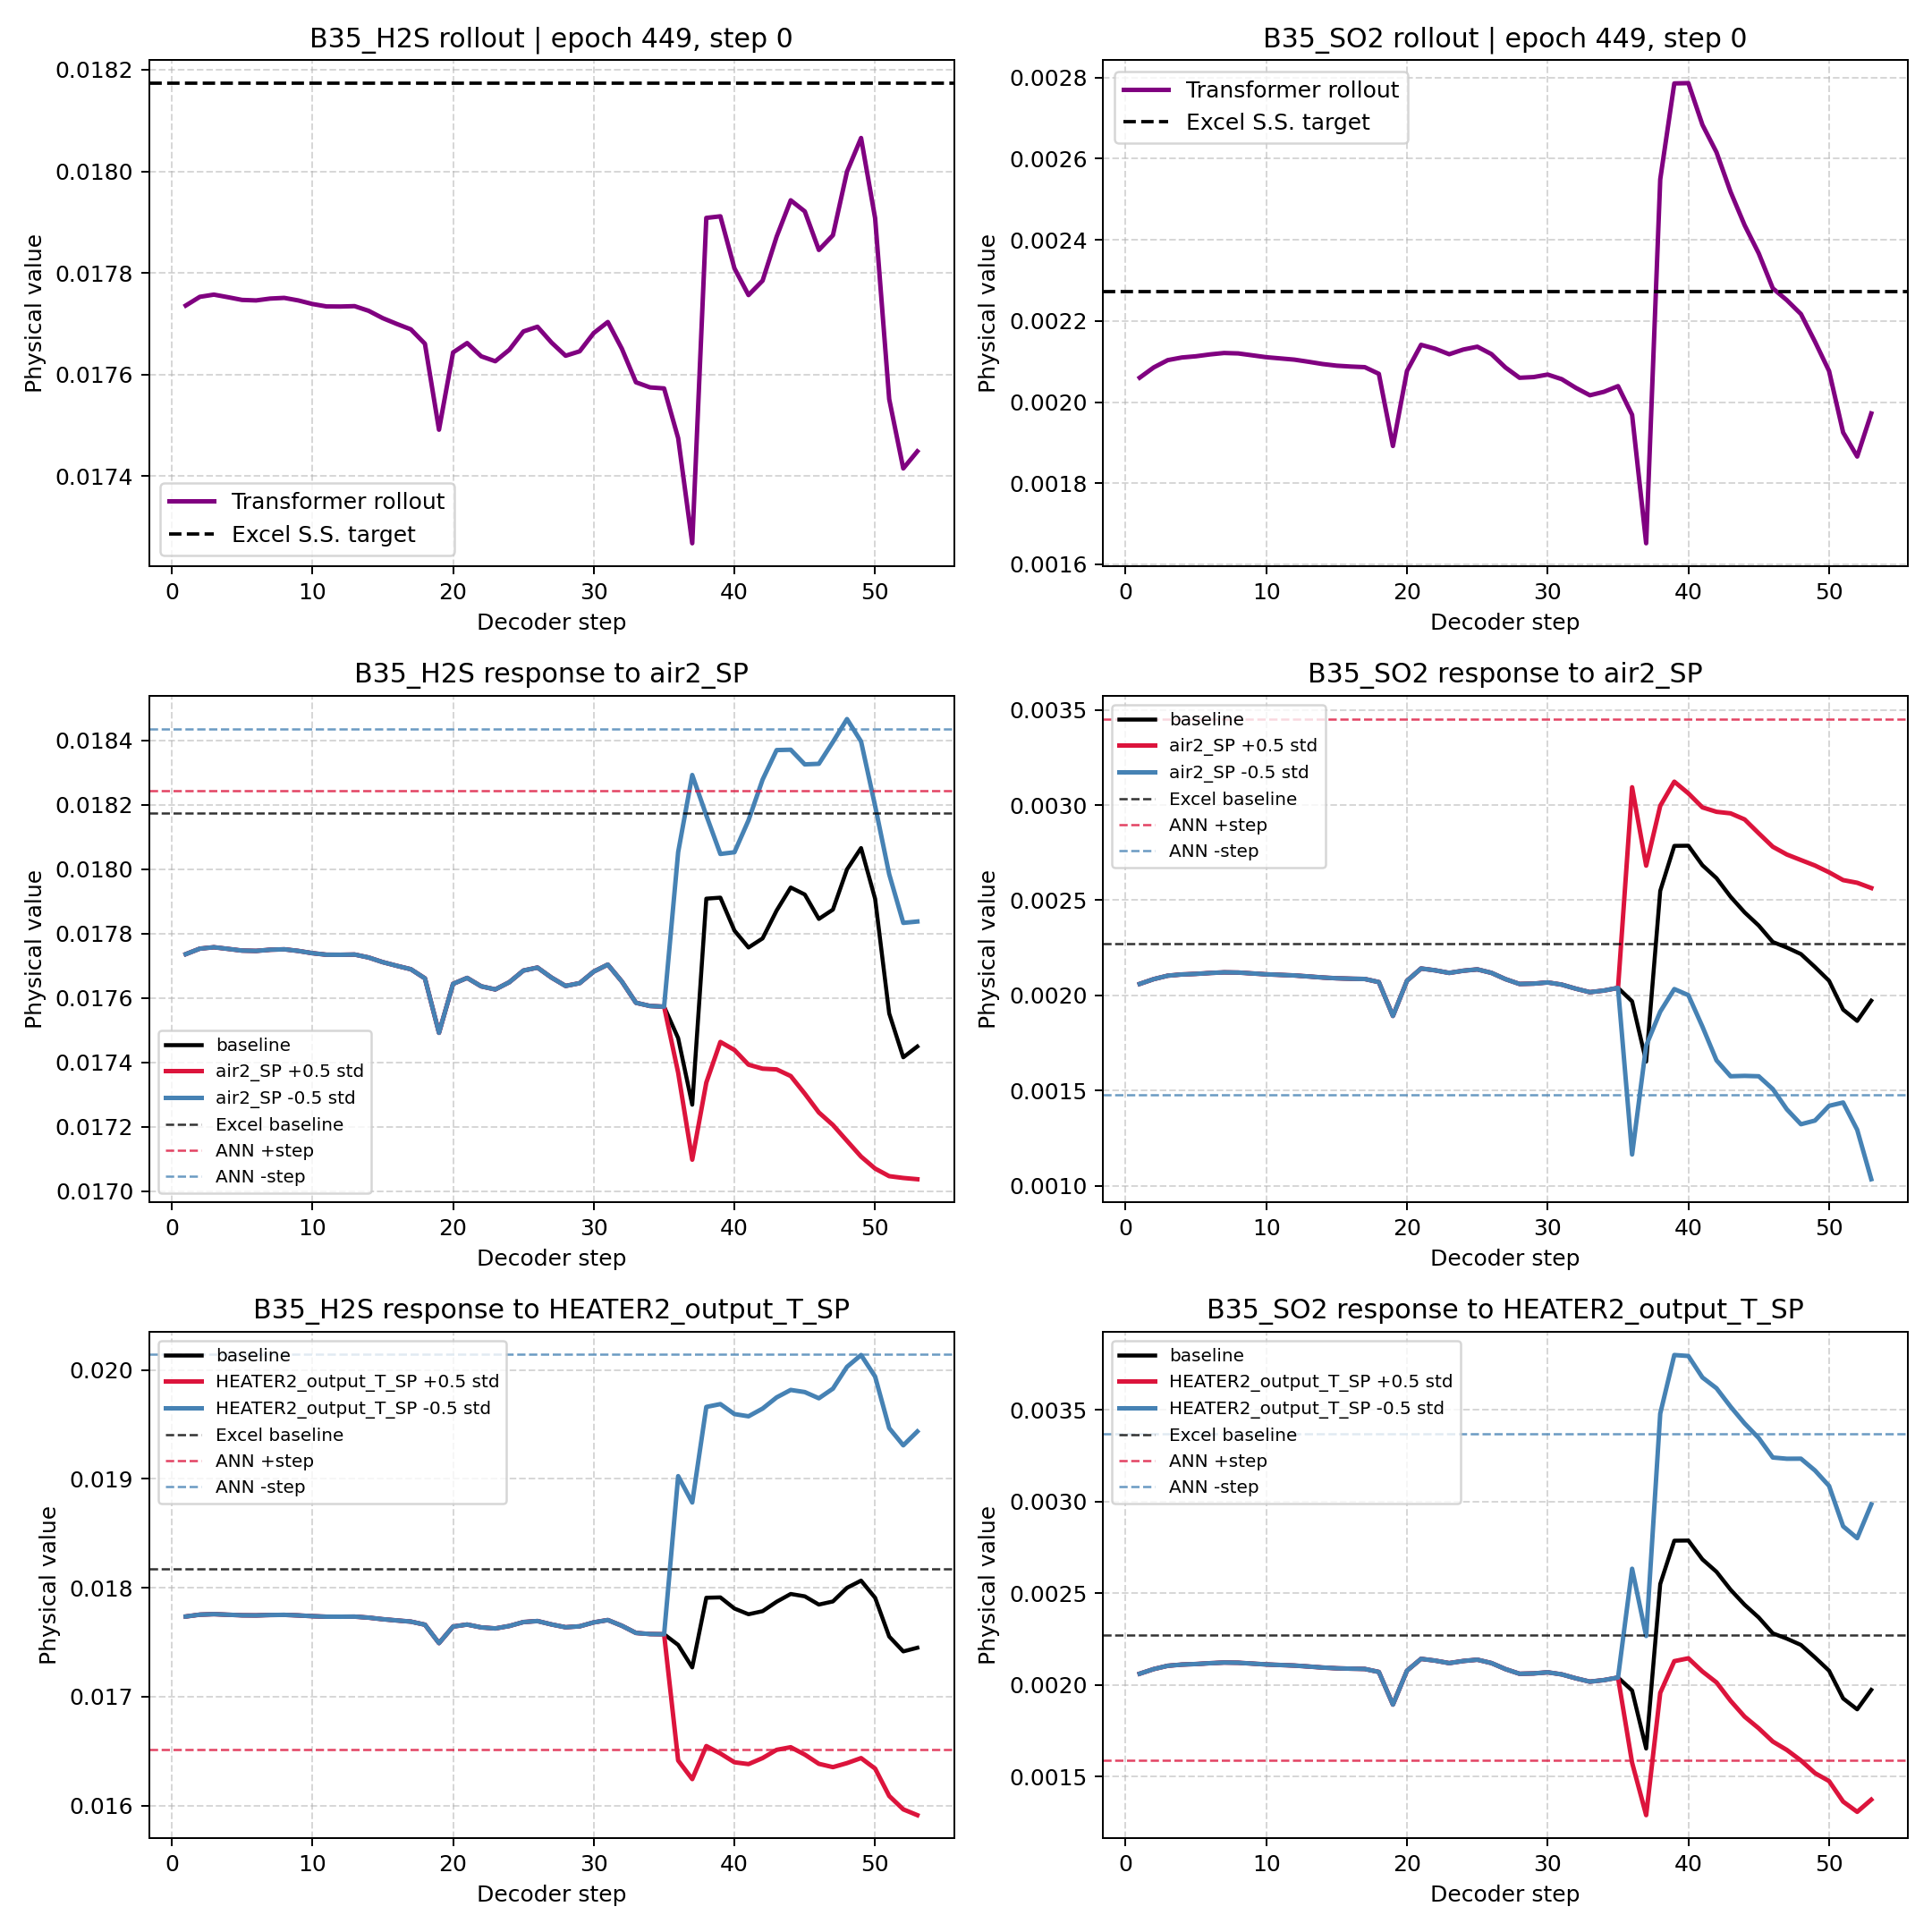 B35_H2S rollout | epoch 449, step 0
0.0182
0.0180
0.0178
0.0176
0.0174
Physical value
Transformer rollout
Excel S.S. target
0 10 20 30 40 50
Decoder step
B35_SO2 rollout | epoch 449, step 0
0.0028
0.0026
0.0024
0.0022
0.0020
0.0018
0.0016
Physical value
Transformer rollout
Excel S.S. target
0 10 20 30 40 50
Decoder step
B35_H2S response to air2_SP
0.0184
0.0182
0.0180
0.0178
0.0176
0.0174
0.0172
0.0170
Physical value
baseline
air2_SP +0.5 std
air2_SP -0.5 std
Excel baseline
ANN +step
ANN -step
0 10 20 30 40 50
Decoder step
B35_SO2 response to air2_SP
0.0035
0.0030
0.0025
0.0020
0.0015
0.0010
Physical value
baseline
air2_SP +0.5 std
air2_SP -0.5 std
Excel baseline
ANN +step
ANN -step
0 10 20 30 40 50
Decoder step
B35_H2S response to HEATER2_output_T_SP
0.020
0.019
0.018
0.017
0.016
Physical value
baseline
HEATER2_output_T_SP +0.5 std
HEATER2_output_T_SP -0.5 std
Excel baseline
ANN +step
ANN -step
0 10 20 30 40 50
Decoder step
B35_SO2 response to HEATER2_output_T_SP
0.0035
0.0030
0.0025
0.0020
0.0015
Physical value
baseline
HEATER2_output_T_SP +0.5 std
HEATER2_output_T_SP -0.5 std
Excel baseline
ANN +step
ANN -step
0 10 20 30 40 50
Decoder step